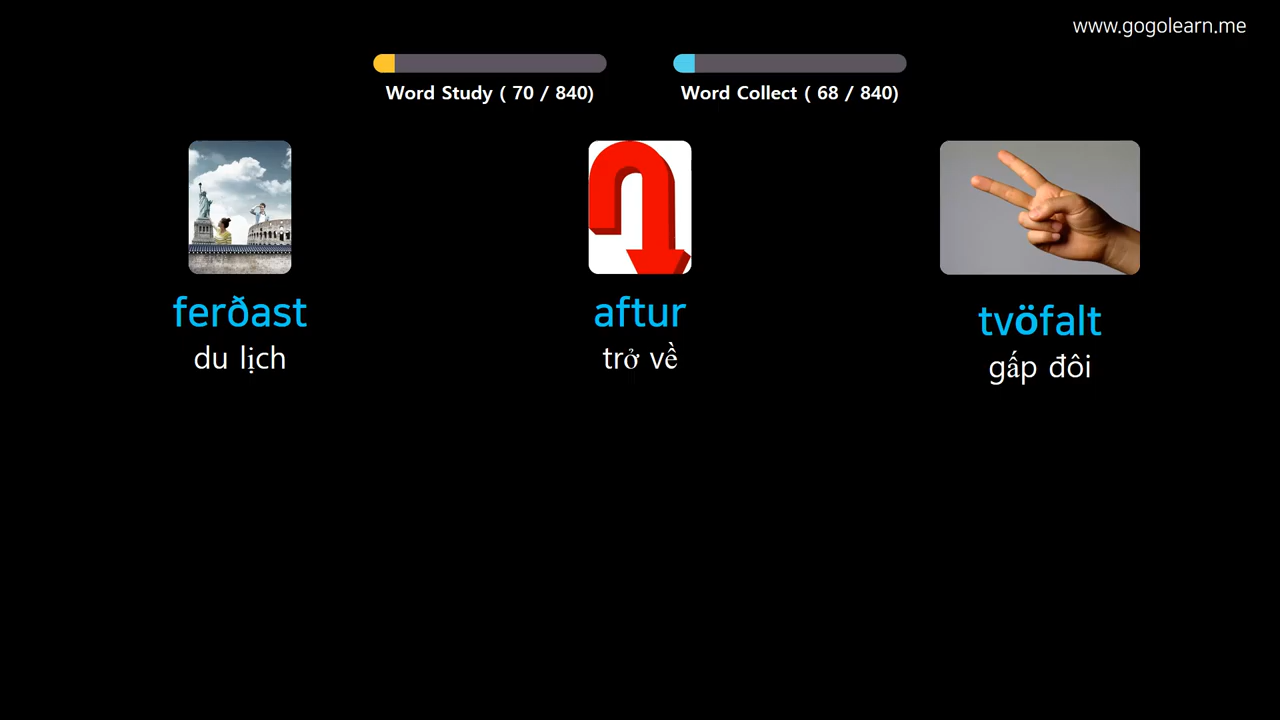 www.gogolearn.me
Word Study ( 70 / 840)
Word Collect ( 68 / 840)
ferðast
du lịch
aftur
trở về
tvöfalt
gấp đôi